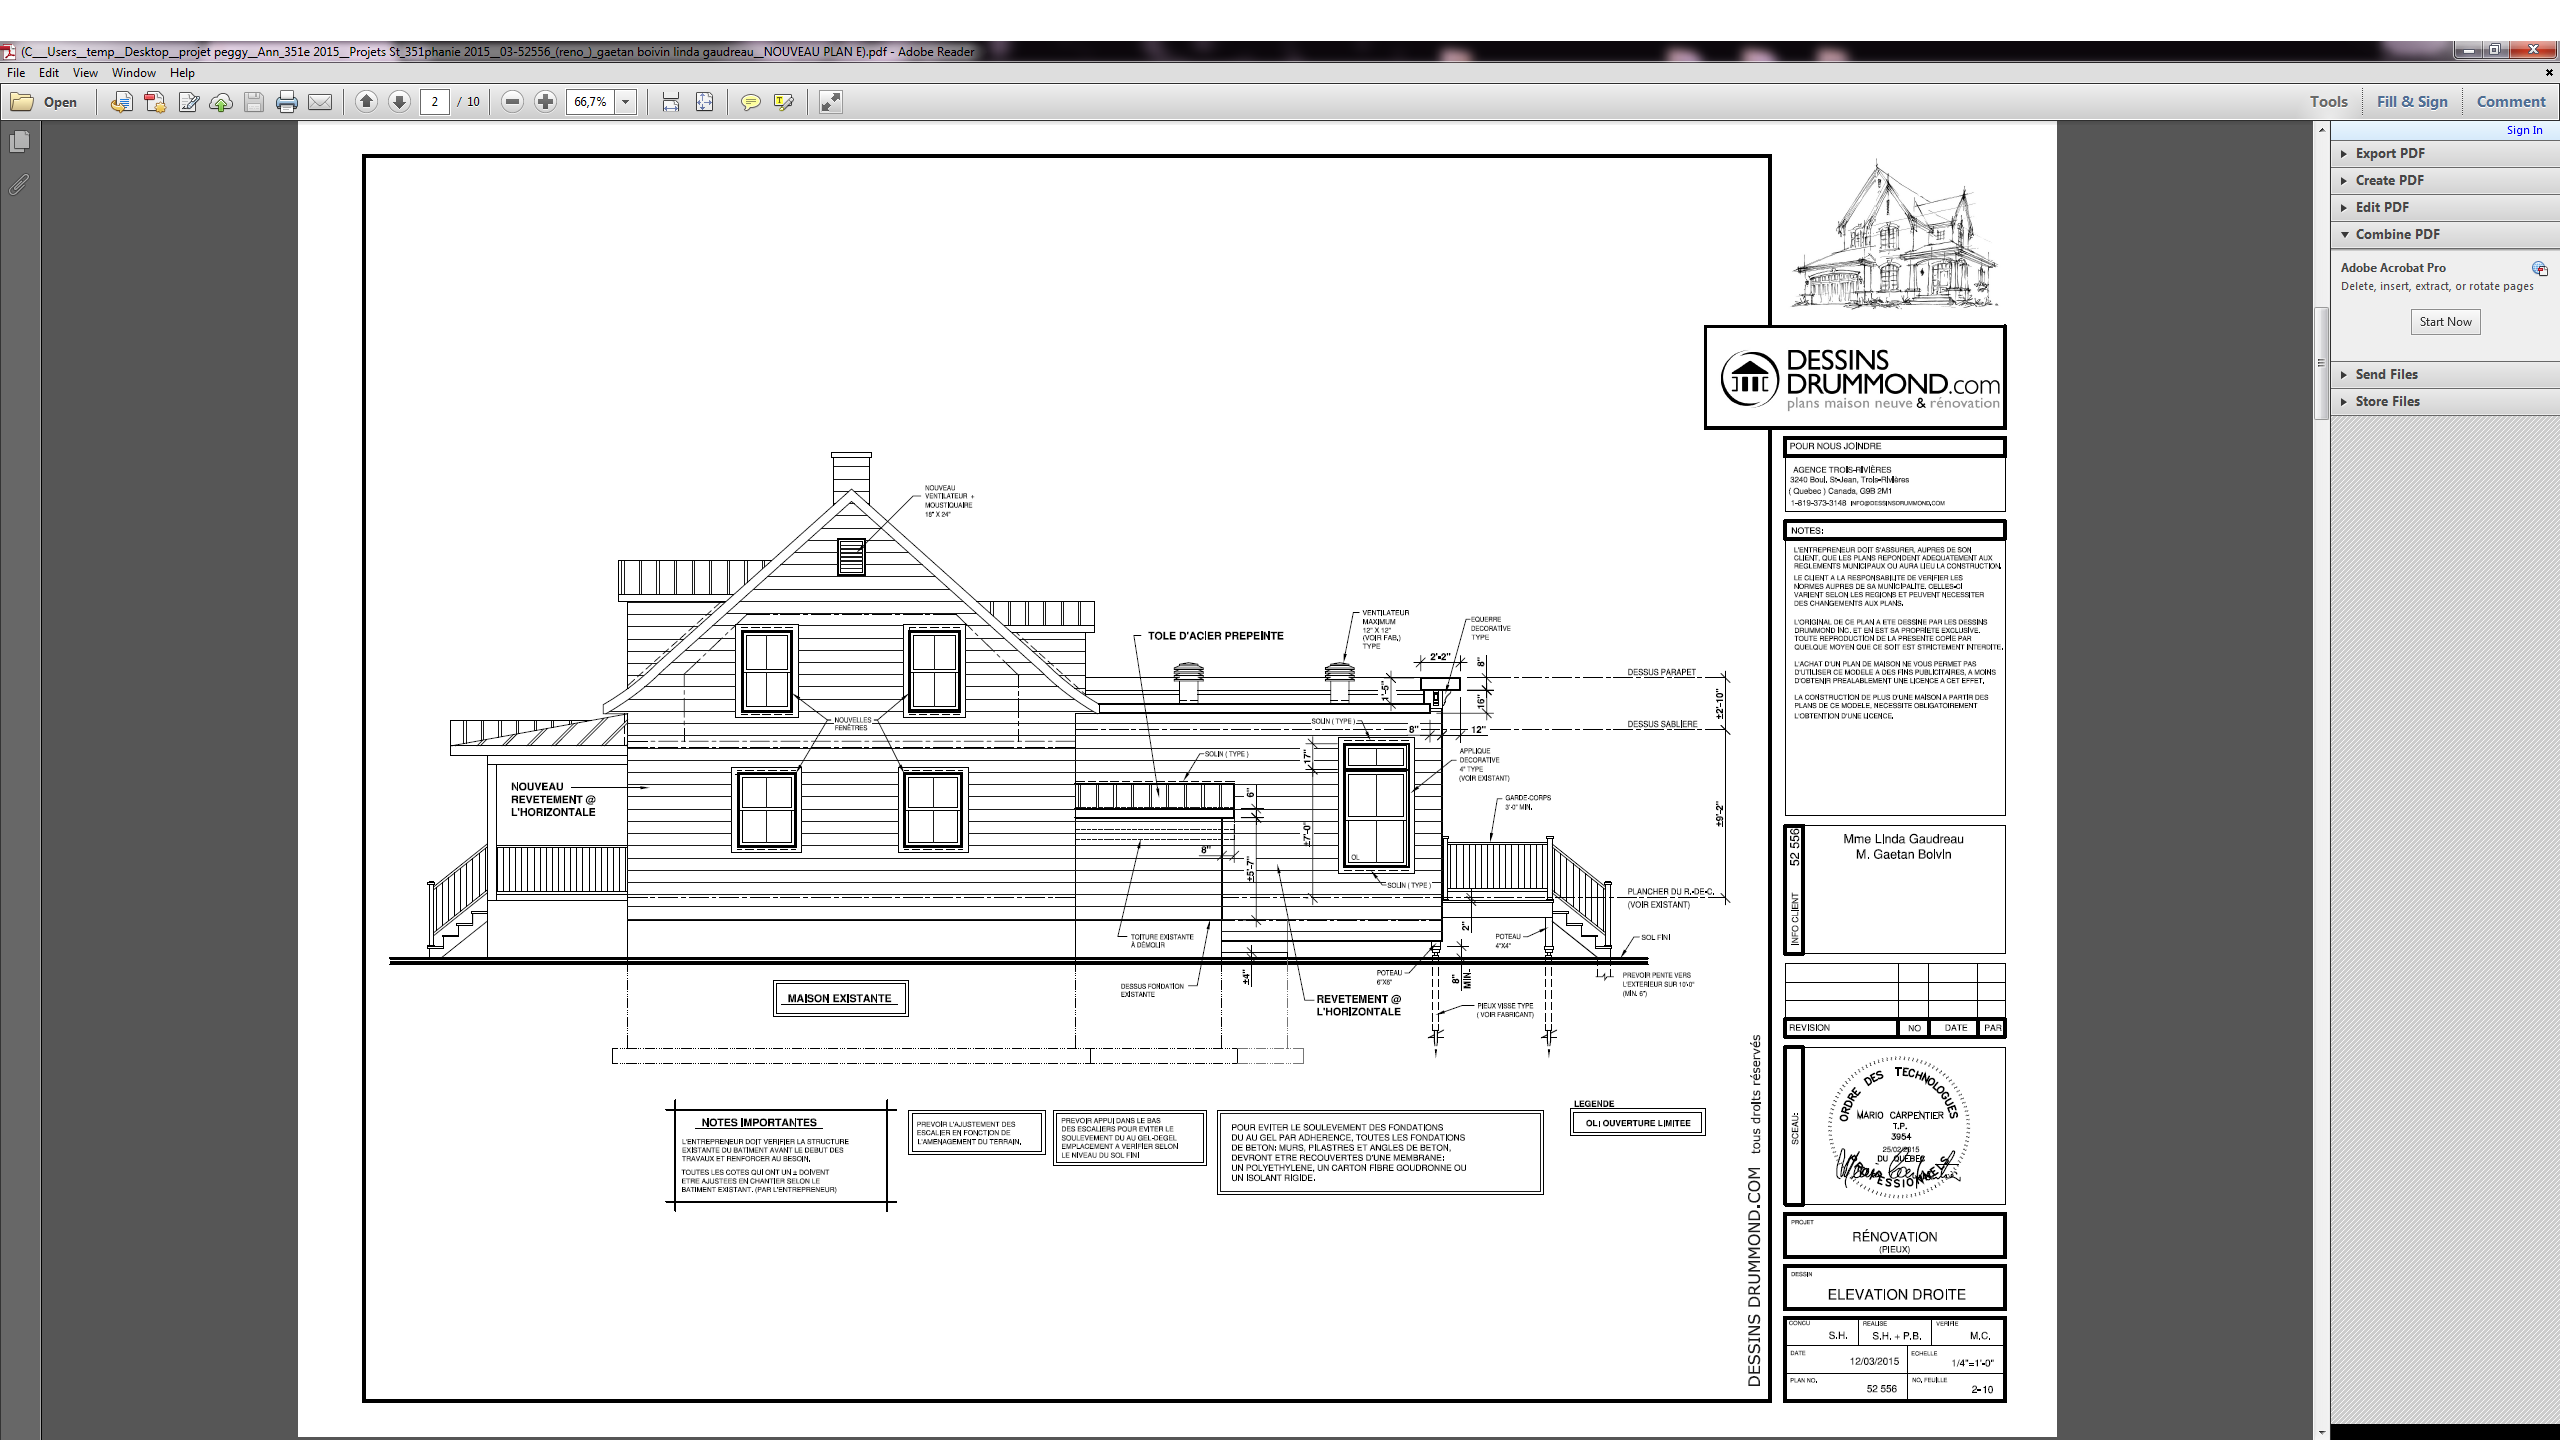 (C__Users__temp__Desktop__projet peggy__Ann_351e 2015__Projets St_351phanie 2015__03-52556_(reno_)_gaetan boivin linda gaudreau__NOUVEAU PLAN E).pdf - Adobe Reader
File Edit View Window Help
Open
2 / 10
66,7%
Tools Fill & Sign Comment
Sign In
Export PDF
Create PDF
Edit PDF
Combine PDF
Adobe Acrobat Pro
Delete, insert, extract, or rotate pages
Start Now
Send Files
Store Files
NOUVEAU
VENTILATEUR +
MOUSTIQUAIRE
18" X 24"
TOLE D'ACIER PREPEINTE
VENTILATEUR
MAXIMUM
12" X 12"
(VOIR FAB.)
TYPE
EQUERRE
DECORATIVE
TYPE
2'-2"
8"
1'-5"
16"
DESSUS PARAPET
±2'-10"
DESSUS SABLIERE
NOUVELLES
FENÊTRES
SOLIN ( TYPE )
8"
12"
SOLIN ( TYPE )
17"
APPLIQUE
DECORATIVE
4" TYPE
(VOIR EXISTANT)
NOUVEAU
REVETEMENT @
L'HORIZONTALE
6"
GARDE-CORPS
3'-0" MIN.
±9'-2"
±7'-0"
8"
±5'-7"
OL
SOLIN ( TYPE )
PLANCHER DU R.-DE-C.
(VOIR EXISTANT)
2"
TOITURE EXISTANTE
À DÉMOLIR
POTEAU
4"X4"
SOL FINI
±4"
POTEAU
6"X6"
8"
MIN.
PREVOIR PENTE VERS
L'EXTERIEUR SUR 10'-0"
(MIN. 6")
DESSUS FONDATION
EXISTANTE
MAISON EXISTANTE
REVETEMENT @
L'HORIZONTALE
PIEUX VISSE TYPE
( VOIR FABRICANT)
NOTES IMPORTANTES
L'ENTREPRENEUR DOIT VERIFIER LA STRUCTURE
EXISTANTE DU BATIMENT AVANT LE DEBUT DES
TRAVAUX ET RENFORCER AU BESOIN.
TOUTES LES COTES QUI ONT UN ± DOIVENT
ETRE AJUSTEES EN CHANTIER SELON LE
BATIMENT EXISTANT. (PAR L'ENTREPRENEUR)
PREVOIR L'AJUSTEMENT DES
ESCALIER EN FONCTION DE
L'AMENAGEMENT DU TERRAIN.
PREVOIR APPUI DANS LE BAS
DES ESCALIERS POUR EVITER LE
SOULEVEMENT DU AU GEL-DEGEL
EMPLACEMENT A VERIFIER SELON
LE NIVEAU DU SOL FINI
POUR EVITER LE SOULEVEMENT DES FONDATIONS
DU AU GEL PAR ADHERENCE, TOUTES LES FONDATIONS
DE BETON: MURS, PILASTRES ET ANGLES DE BETON,
DEVRONT ETRE RECOUVERTES D'UNE MEMBRANE:
UN POLYETHYLENE, UN CARTON FIBRE GOUDRONNE OU
UN ISOLANT RIGIDE.
LEGENDE
OL: OUVERTURE LIMITEE
DESSINS DRUMMOND.COM tous droits réservés
DESSINS
DRUMMOND.com
plans maison neuve & rénovation
POUR NOUS JOINDRE
AGENCE TROIS-RIVIÈRES
3240 Boul. St-Jean, Trois-Rivières
( Quebec ) Canada, G9B 2M1
1-819-373-3148 INFO@DESSINSDRUMMOND.COM
NOTES:
L'ENTREPRENEUR DOIT S'ASSURER, AUPRES DE SON
CLIENT, QUE LES PLANS REPONDENT ADEQUATEMENT AUX
REGLEMENTS MUNICIPAUX OU AURA LIEU LA CONSTRUCTION.
LE CLIENT A LA RESPONSABILITE DE VERIFIER LES
NORMES AUPRES DE SA MUNICIPALITE. CELLES-CI
VARIENT SELON LES REGIONS ET PEUVENT NECESSITER
DES CHANGEMENTS AUX PLANS.
L'ORIGINAL DE CE PLAN A ETE DESSINE PAR LES DESSINS
DRUMMOND INC. ET EN EST SA PROPRIETE EXCLUSIVE.
TOUTE REPRODUCTION DE LA PRESENTE COPIE PAR
QUELQUE MOYEN QUE CE SOIT EST STRICTEMENT INTERDITE.
L'ACHAT D'UN PLAN DE MAISON NE VOUS PERMET PAS
D'UTILISER CE MODELE A DES FINS PUBLICITAIRES, A MOINS
D'OBTENIR PREALABLEMENT UNE LICENCE A CET EFFET.
LA CONSTRUCTION DE PLUS D'UNE MAISON A PARTIR DES
PLANS DE CE MODELE, NECESSITE OBLIGATOIREMENT
L'OBTENTION D'UNE LICENCE.
INFO CLIENT 52 556
Mme Linda Gaudreau
M. Gaetan Boivin
REVISION NO DATE PAR
SCEAU:
ORDRE DES TECHNOLOGUES
MARIO CARPENTIER
T.P.
3954
25/02/2015
DU QUÉBEC
PROFESSIONNELS
PROJET
RÉNOVATION
(PIEUX)
DESSIN
ELEVATION DROITE
CONCU S.H. REALISE S.H. + P.B. VERIFIE M.C.
DATE 12/03/2015 ECHELLE 1/4"=1'-0"
PLAN NO. 52 556 NO. FEUILLE 2-10